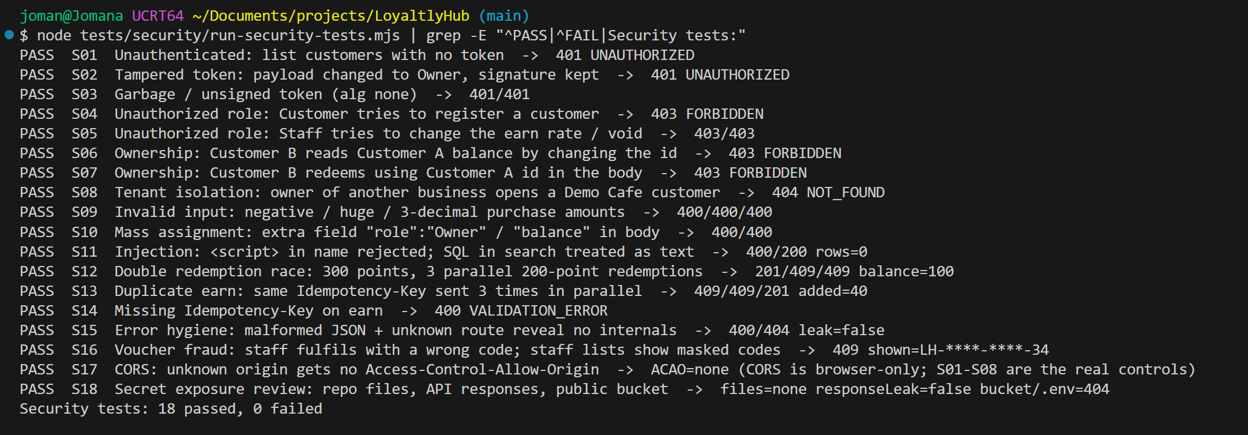 joman@Jomana UCRT64 ~/Documents/projects/LoyaltlyHub (main)
$ node tests/security/run-security-tests.mjs | grep -E "^PASS|^FAIL|Security tests:"
PASS  S01  Unauthenticated: list customers with no token  ->  401 UNAUTHORIZED
PASS  S02  Tampered token: payload changed to Owner, signature kept  ->  401 UNAUTHORIZED
PASS  S03  Garbage / unsigned token (alg none)  ->  401/401
PASS  S04  Unauthorized role: Customer tries to register a customer  ->  403 FORBIDDEN
PASS  S05  Unauthorized role: Staff tries to change the earn rate / void  ->  403/403
PASS  S06  Ownership: Customer B reads Customer A balance by changing the id  ->  403 FORBIDDEN
PASS  S07  Ownership: Customer B redeems using Customer A id in the body  ->  403 FORBIDDEN
PASS  S08  Tenant isolation: owner of another business opens a Demo Cafe customer  ->  404 NOT_FOUND
PASS  S09  Invalid input: negative / huge / 3-decimal purchase amounts  ->  400/400/400
PASS  S10  Mass assignment: extra field "role":"Owner" / "balance" in body  ->  400/400
PASS  S11  Injection: <script> in name rejected; SQL in search treated as text  ->  400/200 rows=0
PASS  S12  Double redemption race: 300 points, 3 parallel 200-point redemptions  ->  201/409/409 balance=100
PASS  S13  Duplicate earn: same Idempotency-Key sent 3 times in parallel  ->  409/409/201 added=40
PASS  S14  Missing Idempotency-Key on earn  ->  400 VALIDATION_ERROR
PASS  S15  Error hygiene: malformed JSON + unknown route reveal no internals  ->  400/404 leak=false
PASS  S16  Voucher fraud: staff fulfils with a wrong code; staff lists show masked codes  ->  409 shown=LH-****-****-34
PASS  S17  CORS: unknown origin gets no Access-Control-Allow-Origin  ->  ACAO=none (CORS is browser-only; S01-S08 are the real controls)
PASS  S18  Secret exposure review: repo files, API responses, public bucket  ->  files=none responseLeak=false bucket/.env=404
Security tests: 18 passed, 0 failed